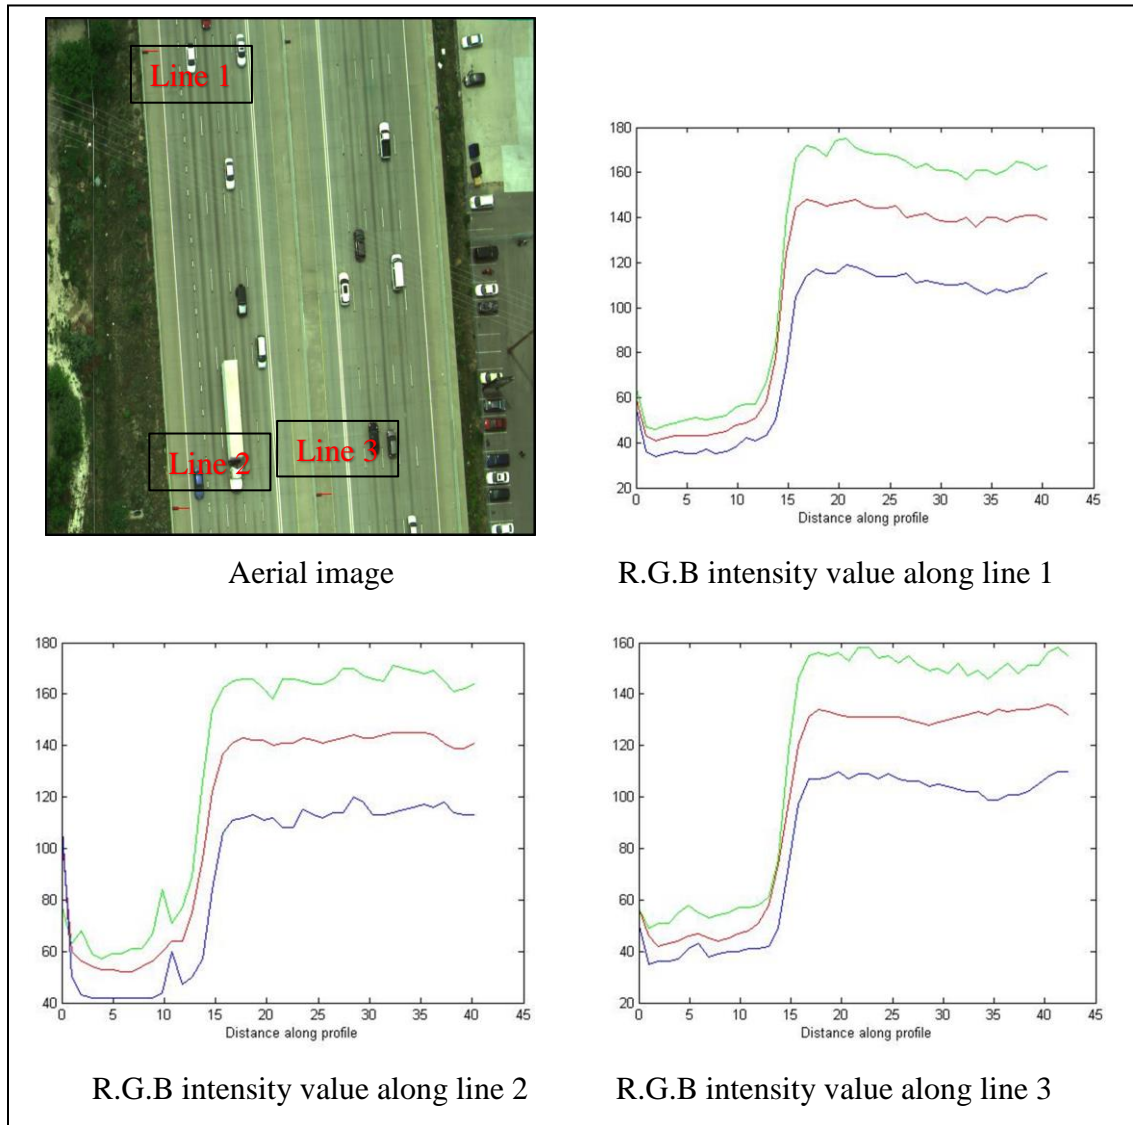 Line 1
Line 2
Line 3
Aerial image
180
160
140
120
100
80
60
40
20
0 5 10 15 20 25 30 35 40 45
Distance along profile
R.G.B intensity value along line 1
180
160
140
120
100
80
60
40
0 5 10 15 20 25 30 35 40 45
Distance along profile
R.G.B intensity value along line 2
160
140
120
100
80
60
40
20
0 5 10 15 20 25 30 35 40 45
Distance along profile
R.G.B intensity value along line 3